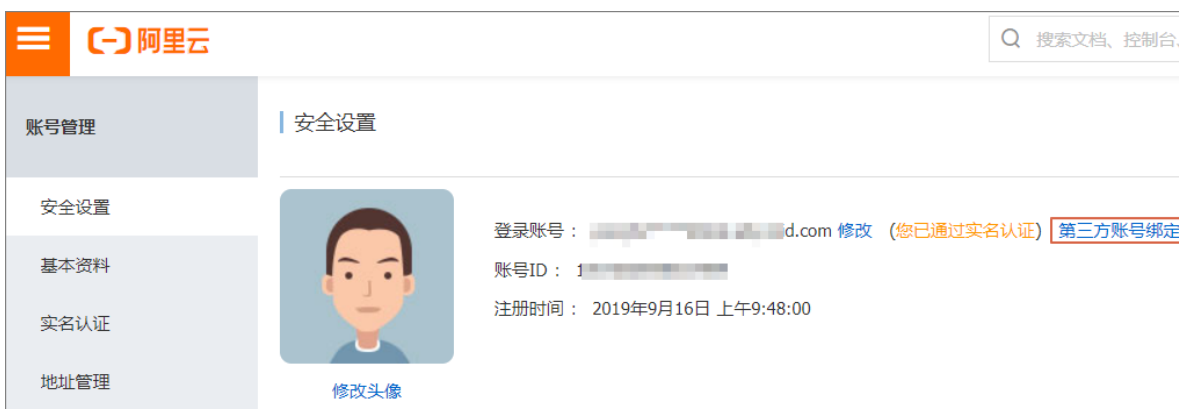 阿里云
搜索文档、控制台、
账号管理
安全设置
安全设置
基本资料
实名认证
地址管理
登录账号： d.com 修改 (您已通过实名认证) 第三方账号绑定
账号ID： 1
注册时间： 2019年9月16日 上午9:48:00
修改头像